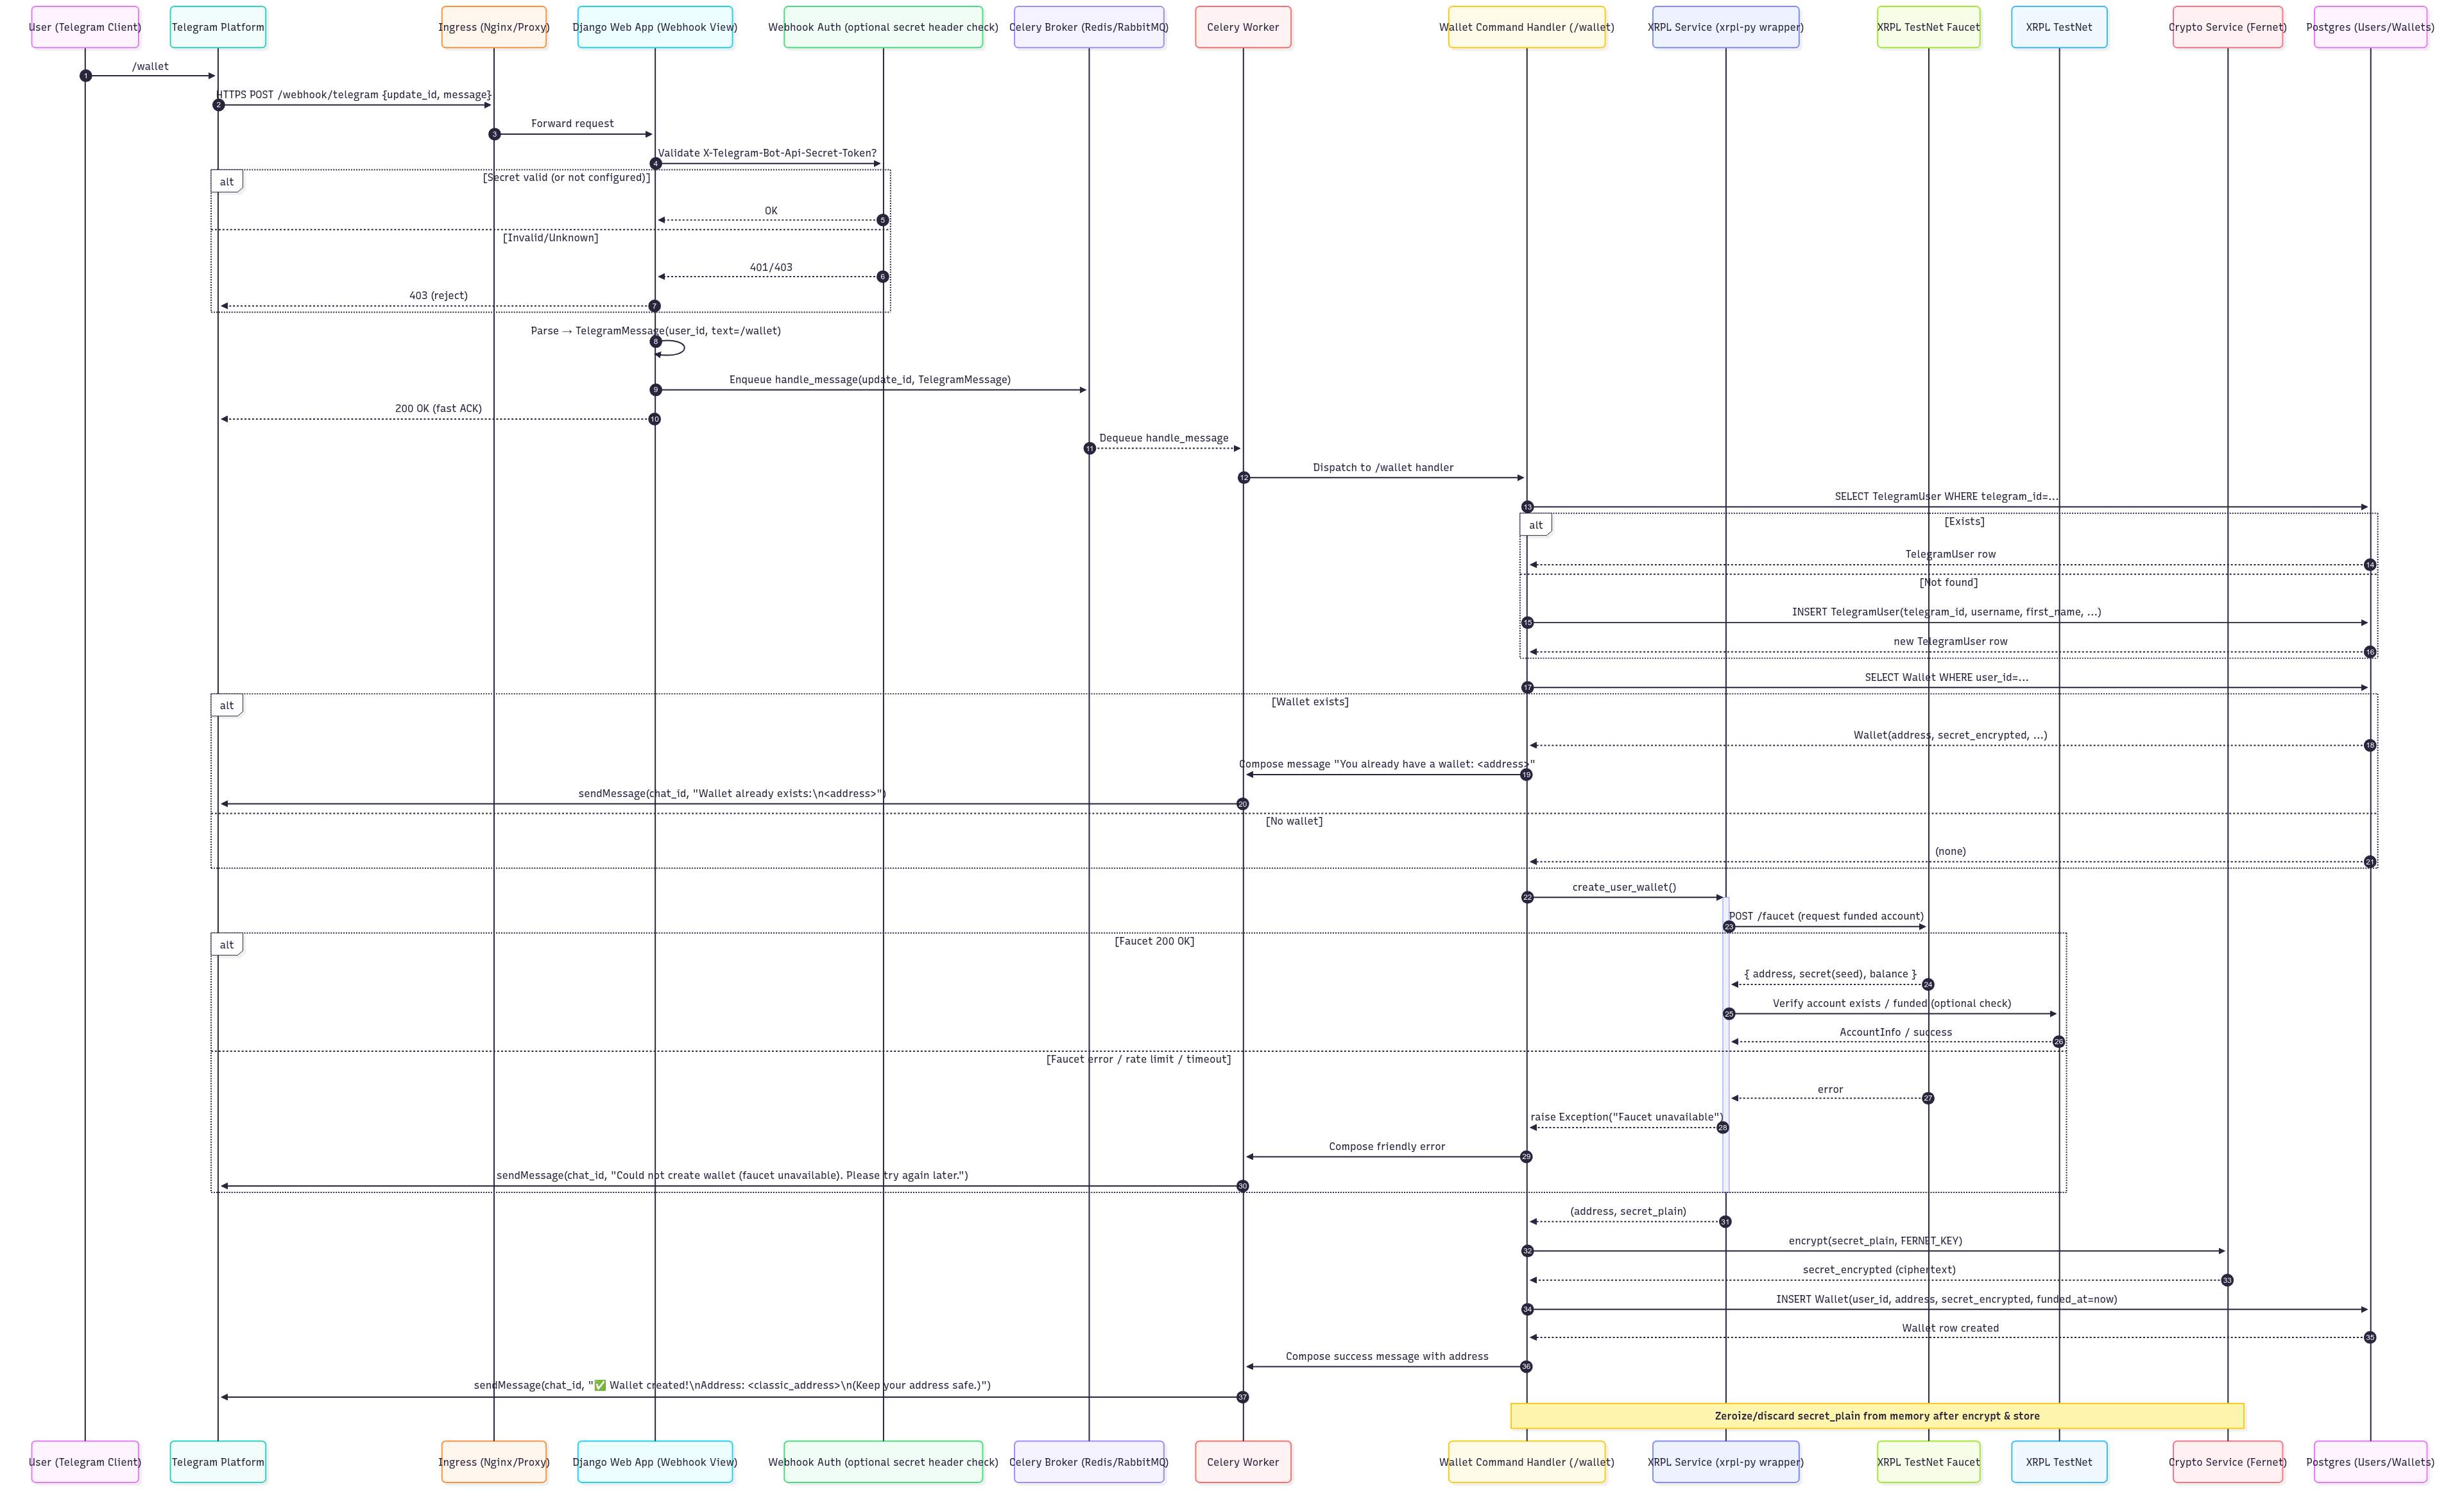 User (Telegram Client)
Telegram Platform
Ingress (Nginx/Proxy)
Django Web App (Webhook View)
Webhook Auth (optional secret header check)
Celery Broker (Redis/RabbitMQ)
Celery Worker
Wallet Command Handler (/wallet)
XRPL Service (xrpl-py wrapper)
XRPL TestNet Faucet
XRPL TestNet
Crypto Service (Fernet)
Postgres (Users/Wallets)
1
/wallet
2
HTTPS POST /webhook/telegram {update_id, message}
3
Forward request
4
Validate X-Telegram-Bot-Api-Secret-Token?
alt
[Secret valid (or not configured)]
OK
5
[Invalid/Unknown]
401/403
6
403 (reject)
7
Parse → TelegramMessage(user_id, text=/wallet)
8
9
Enqueue handle_message(update_id, TelegramMessage)
200 OK (fast ACK)
10
11
Dequeue handle_message
12
Dispatch to /wallet handler
13
SELECT TelegramUser WHERE telegram_id=...
alt
[Exists]
TelegramUser row
14
[Not found]
15
INSERT TelegramUser(telegram_id, username, first_name, ...)
new TelegramUser row
16
17
SELECT Wallet WHERE user_id=...
alt
[Wallet exists]
Wallet(address, secret_encrypted, ...)
18
Compose message "You already have a wallet: <address>"
19
sendMessage(chat_id, "Wallet already exists:\n<address>")
20
[No wallet]
(none)
21
22
create_user_wallet()
23
POST /faucet (request funded account)
alt
[Faucet 200 OK]
{ address, secret(seed), balance }
24
25
Verify account exists / funded (optional check)
AccountInfo / success
26
[Faucet error / rate limit / timeout]
error
27
raise Exception("Faucet unavailable")
28
Compose friendly error
29
sendMessage(chat_id, "Could not create wallet (faucet unavailable). Please try again later.")
30
(address, secret_plain)
31
32
encrypt(secret_plain, FERNET_KEY)
secret_encrypted (ciphertext)
33
34
INSERT Wallet(user_id, address, secret_encrypted, funded_at=now)
Wallet row created
35
Compose success message with address
36
sendMessage(chat_id, "✅ Wallet created!\nAddress: <classic_address>\n(Keep your address safe.)")
37
Zeroize/discard secret_plain from memory after encrypt & store
User (Telegram Client)
Telegram Platform
Ingress (Nginx/Proxy)
Django Web App (Webhook View)
Webhook Auth (optional secret header check)
Celery Broker (Redis/RabbitMQ)
Celery Worker
Wallet Command Handler (/wallet)
XRPL Service (xrpl-py wrapper)
XRPL TestNet Faucet
XRPL TestNet
Crypto Service (Fernet)
Postgres (Users/Wallets)